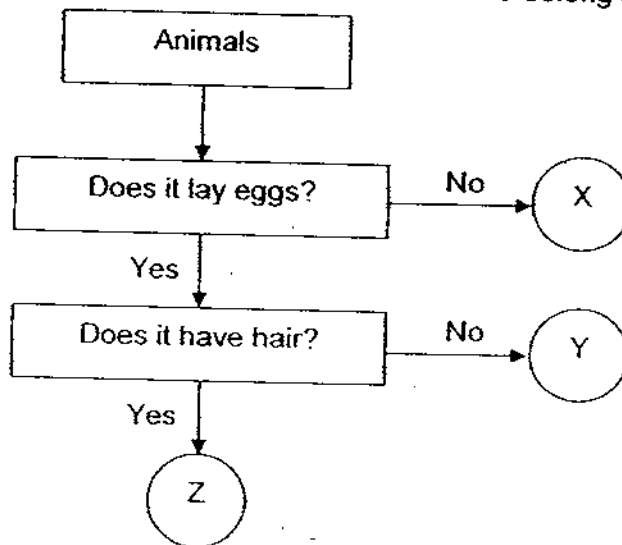 Animals
Does it lay eggs?
No
X
Yes
Does it have hair?
No
Y
Yes
Z